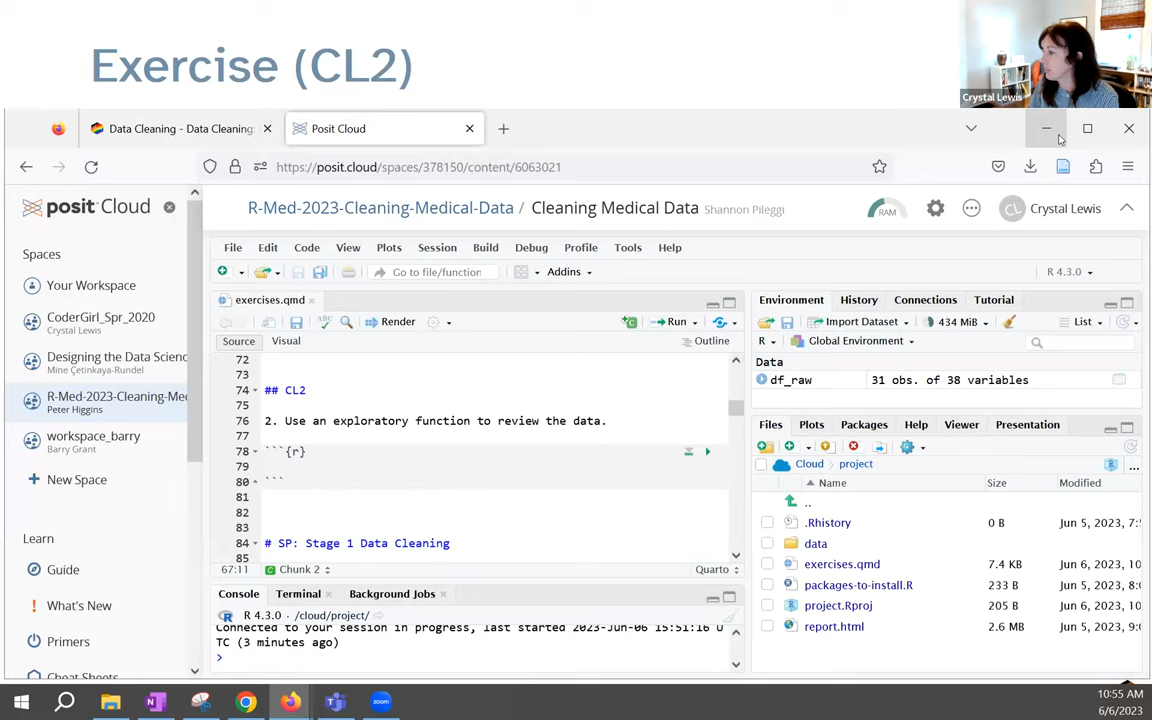 Exercise (CL2)
Crystal Lewis
Data Cleaning - Data Cleaning:
Posit Cloud
https://posit.cloud/spaces/378150/content/6063021
posit Cloud
R-Med-2023-Cleaning-Medical-Data / Cleaning Medical Data Shannon Pileggi
RAM
CL
Crystal Lewis
Spaces
Your Workspace
CoderGirl_Spr_2020
Crystal Lewis
Designing the Data Scienc
Mine Çetinkaya-Rundel
R-Med-2023-Cleaning-Me
Peter Higgins
workspace_barry
Barry Grant
New Space
Learn
Guide
What's New
Primers
Cheat Sheets
File Edit Code View Plots Session Build Debug Profile Tools Help
Go to file/function
Addins
R 4.3.0
exercises.qmd
Render
Run
Source Visual
Outline
72
73
74 ## CL2
75
76 2. Use an exploratory function to review the data.
77
78 ```{r}
79
80 ```
81
82
83
84 # SP: Stage 1 Data Cleaning
85
67:11 Chunk 2
Quarto
Console Terminal Background Jobs
R 4.3.0 · /cloud/project/
Connected to your session in progress, last started 2023-Jun-06 15:51:16 U
TC (3 minutes ago)
>
Environment History Connections Tutorial
Import Dataset 434 MiB List
R Global Environment
Data
df_raw 31 obs. of 38 variables
Files Plots Packages Help Viewer Presentation
Cloud project
Name Size Modified
..
.Rhistory 0 B Jun 5, 2023, 7:
data
exercises.qmd 7.4 KB Jun 6, 2023, 10
packages-to-install.R 233 B Jun 5, 2023, 8:
project.Rproj 205 B Jun 6, 2023, 10
report.html 2.6 MB Jun 5, 2023, 9:
zoom
10:55 AM
6/6/2023